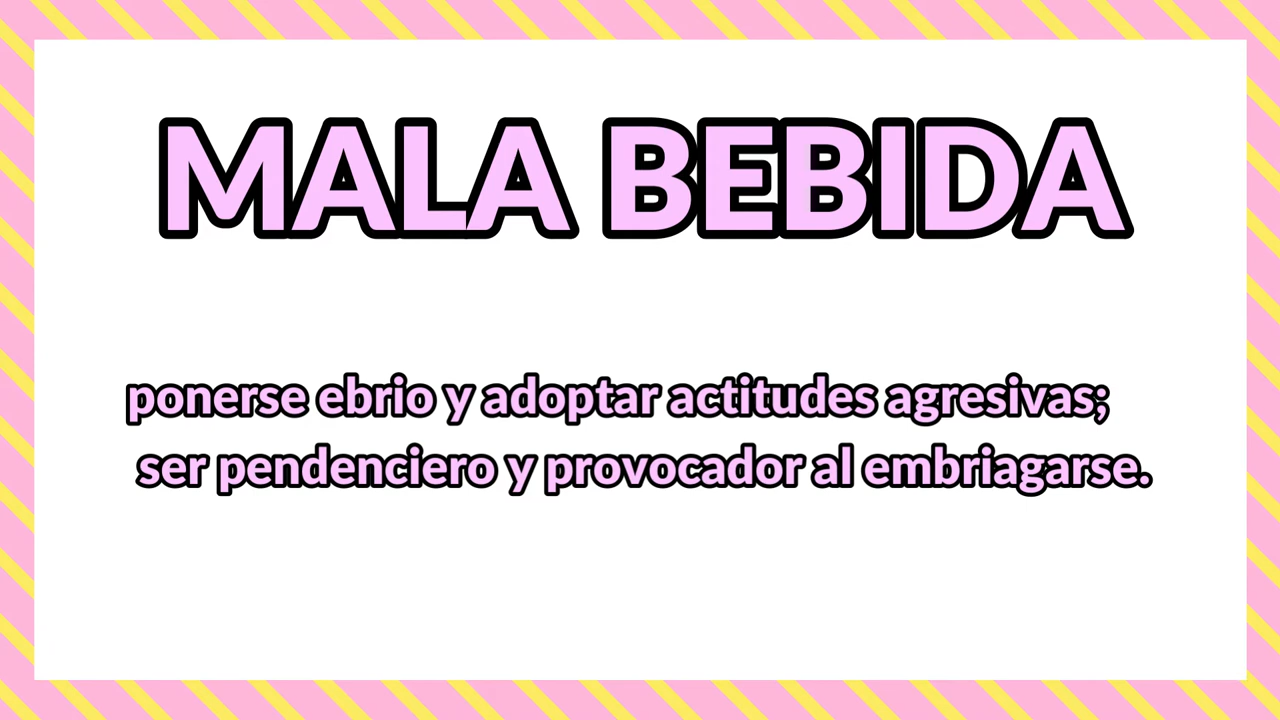 MALA BEBIDA
ponerse ebrio y adoptar actitudes agresivas;
ser pendenciero y provocador al embriagarse.